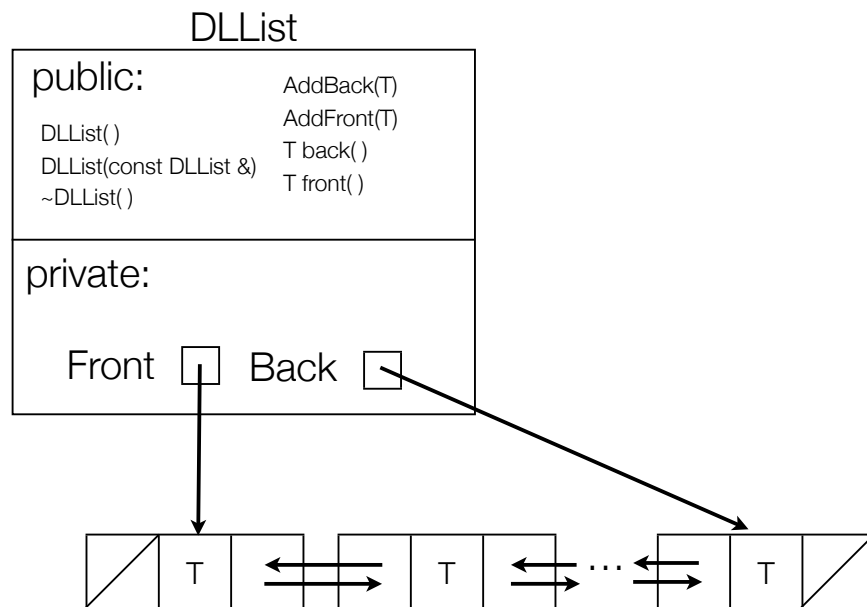 DLList
public:
DLList( )
DLList(const DLList &)
~DLList( )
AddBack(T)
AddFront(T)
T back( )
T front( )
private:
Front
Back
T
T
...
T